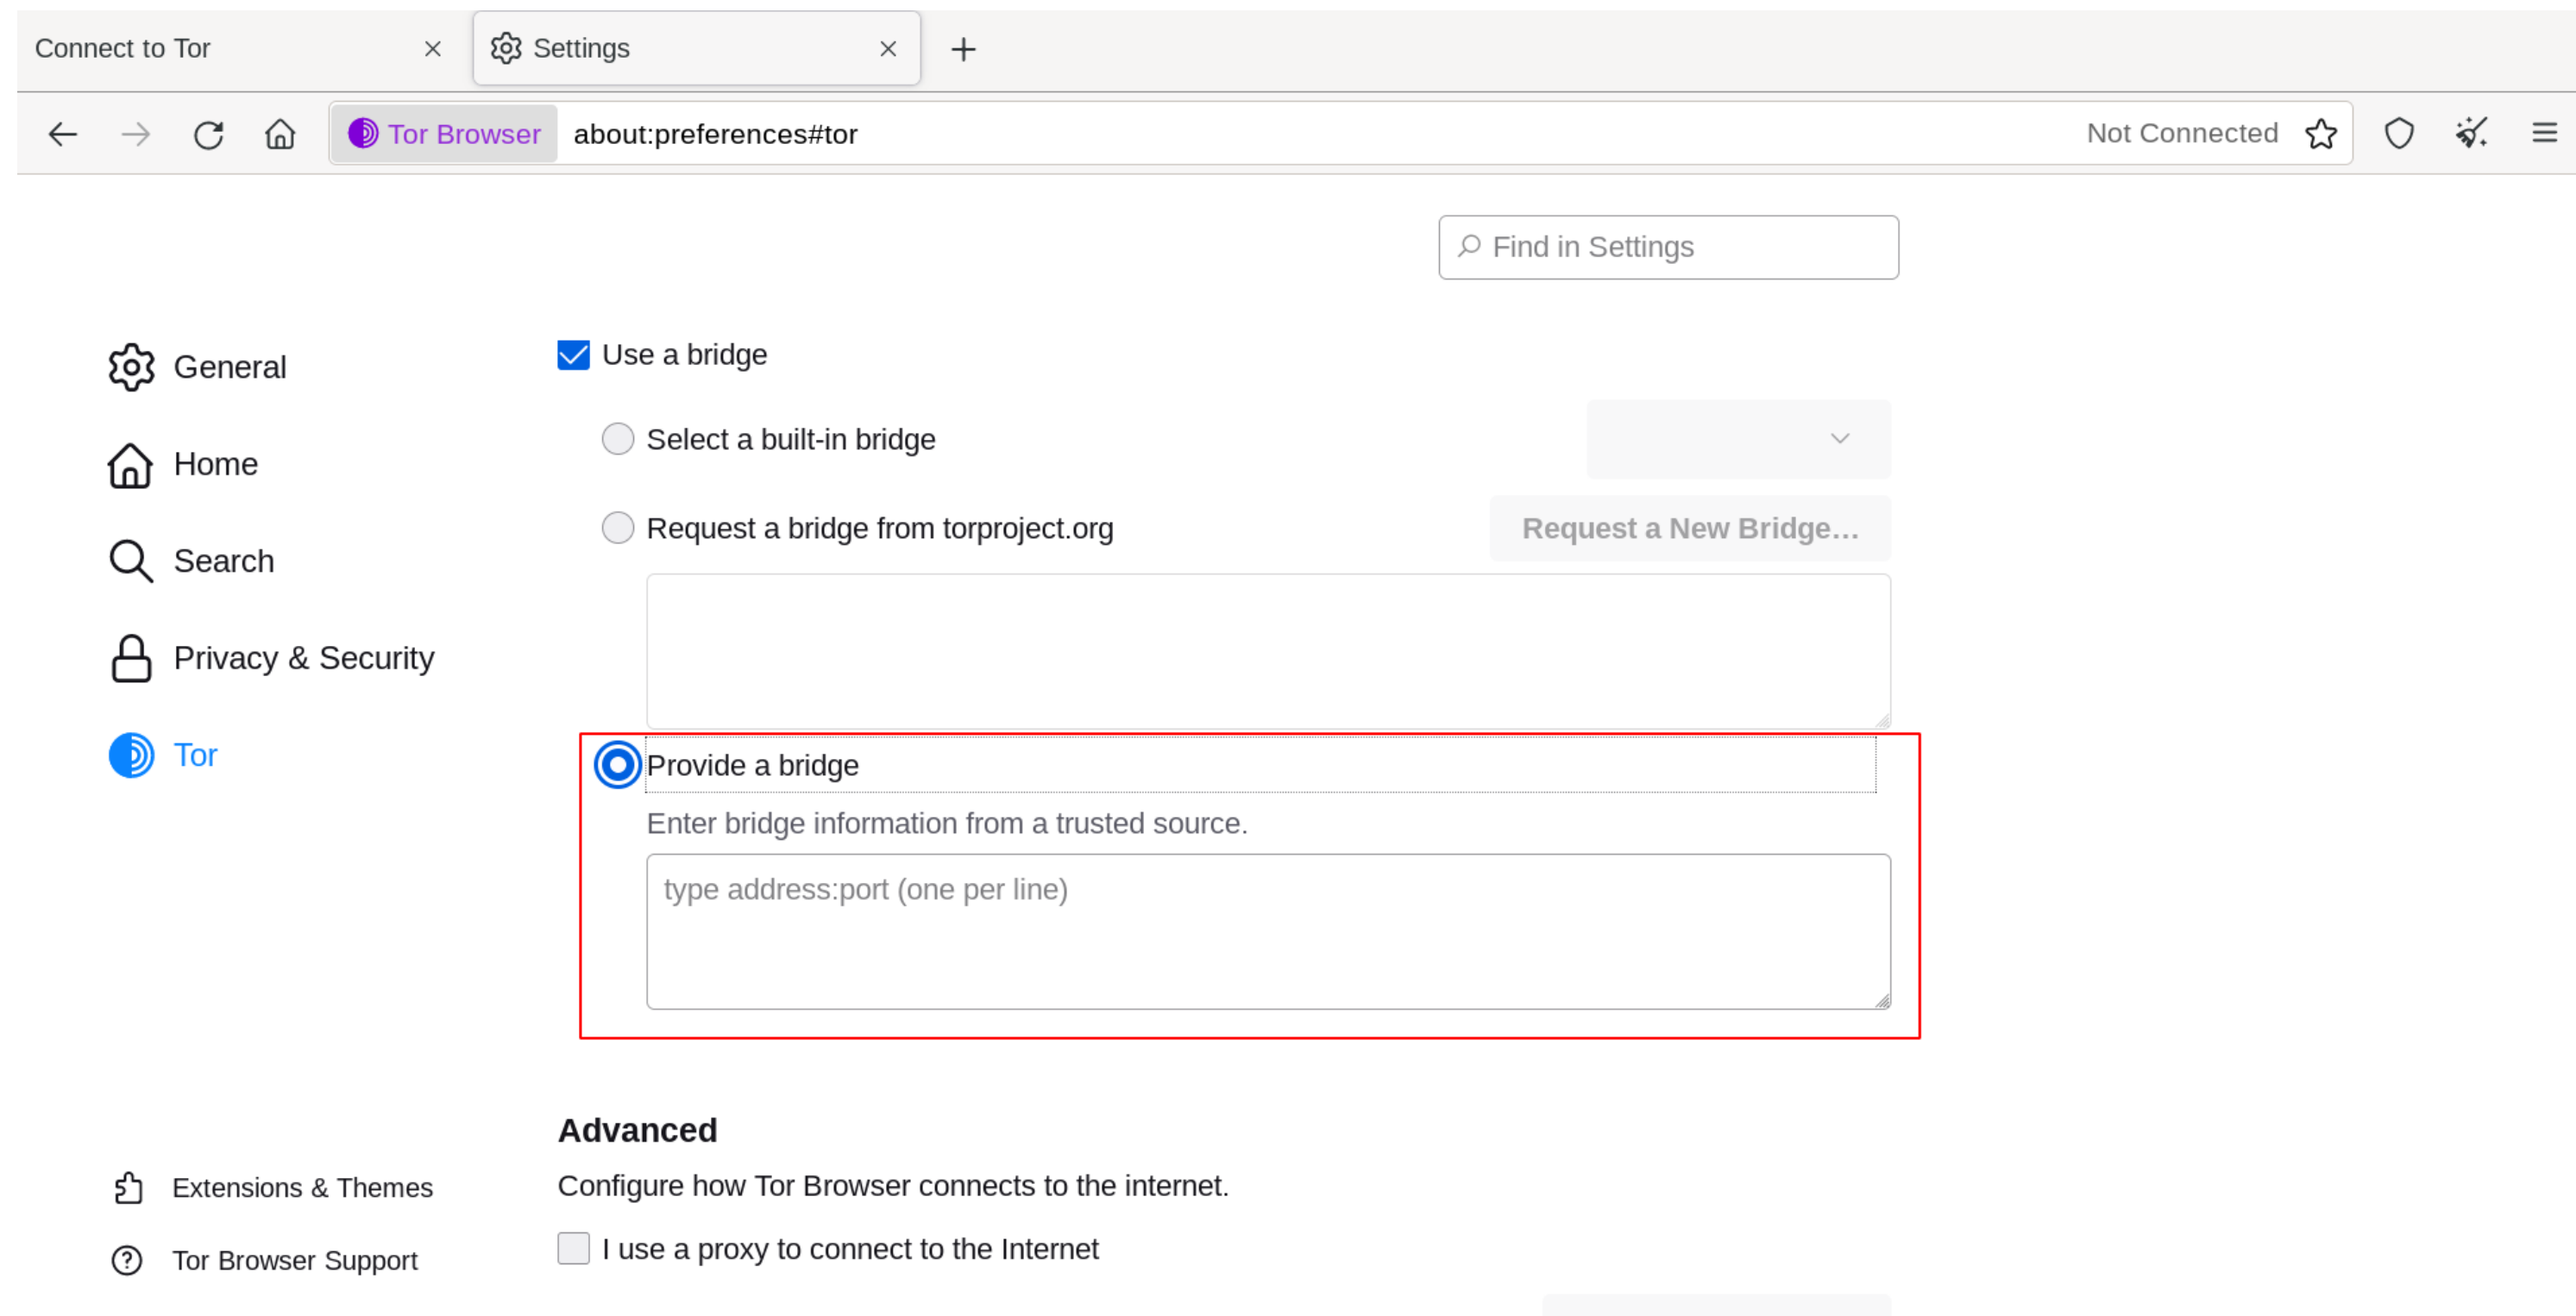 Connect to Tor
Settings
Tor Browser
about:preferences#tor
Not Connected
Find in Settings
General
Home
Search
Privacy & Security
Tor
Use a bridge
Select a built-in bridge
Request a bridge from torproject.org
Request a New Bridge…
Provide a bridge
Enter bridge information from a trusted source.
type address:port (one per line)
Advanced
Configure how Tor Browser connects to the internet.
I use a proxy to connect to the Internet
Extensions & Themes
Tor Browser Support